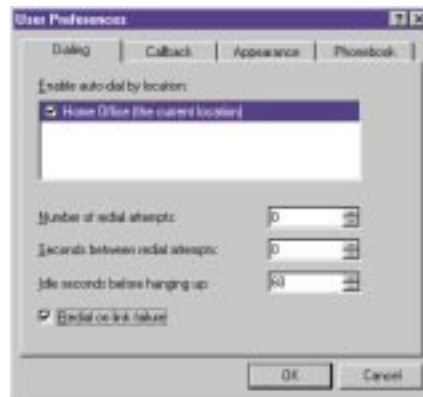 User Preferences
Dialing Callback Appearance Phonebook
Enable auto-dial by location:
Home Office (the current location)
Number of redial attempts: 0
Seconds between redial attempts: 0
Idle seconds before hanging up: 60
Redial on link failure
OK Cancel